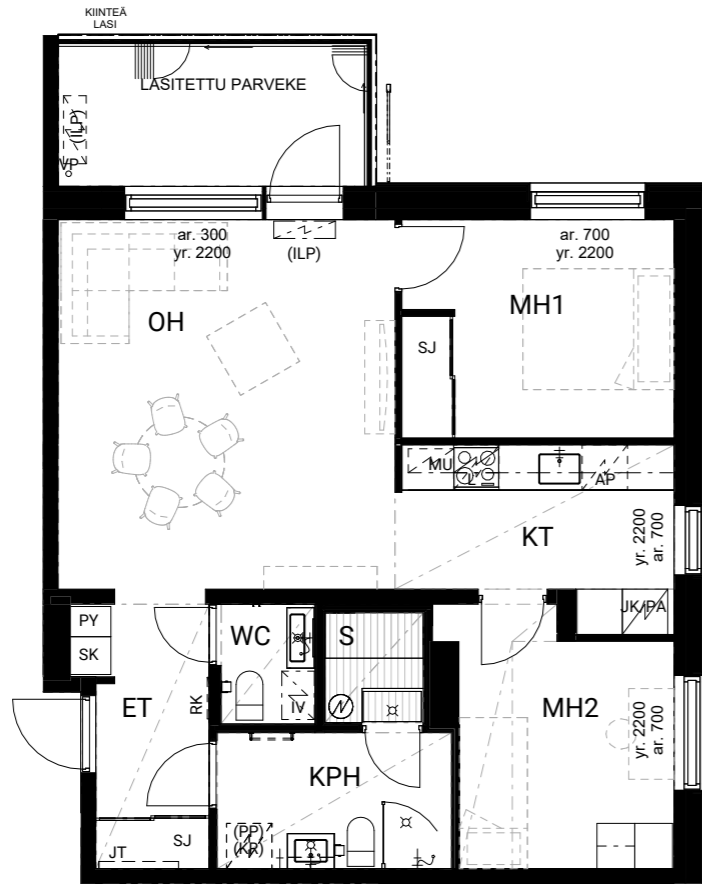 KIINTEÄ
LASI
LASITETTU PARVEKE
(ILP)
VP
ar. 300
yr. 2200
(ILP)
ar. 700
yr. 2200
OH
MH1
SJ
MU
L
AP
KT
yr. 2200
ar. 700
JK/PA
PY
SK
WC
S
ET
RK
IV
MH2
yr. 2200
ar. 700
KPH
(PP)
(KR)
JT
SJ